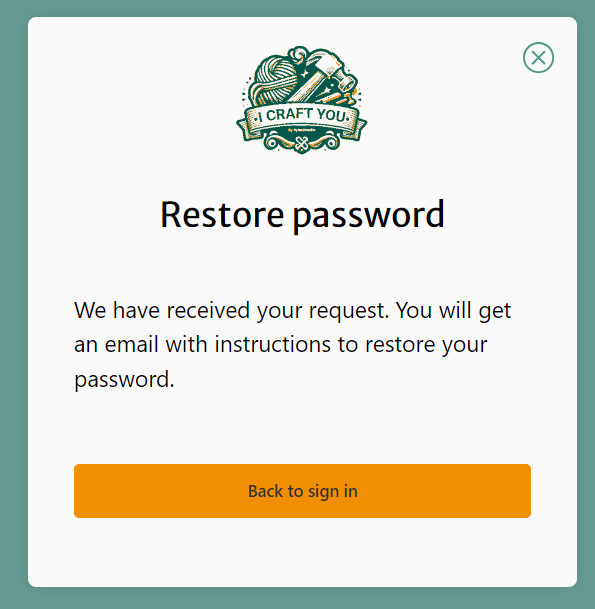 I CRAFT YOU
Restore password
We have received your request. You will get
an email with instructions to restore your
password.
Back to sign in